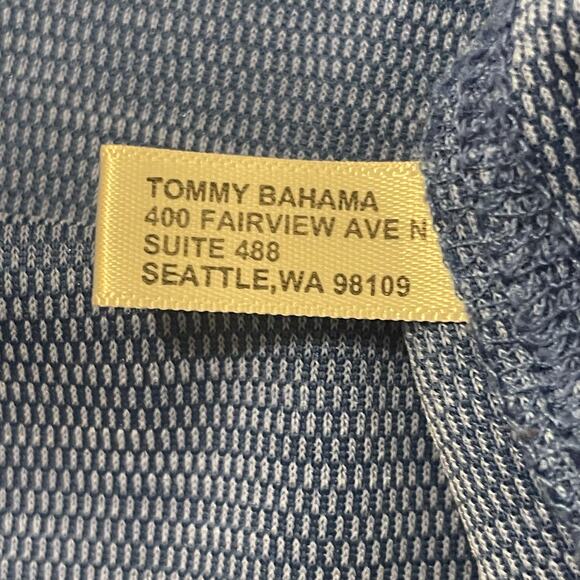 TOMMY BAHAMA
400 FAIRVIEW AVE N
SUITE 488
SEATTLE,WA 98109